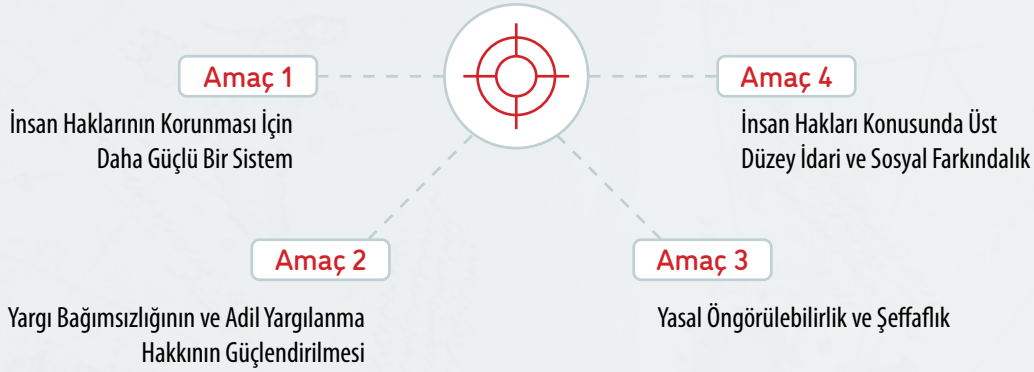 Amaç 1
İnsan Haklarının Korunması İçin
Daha Güçlü Bir Sistem
Amaç 2
Yargı Bağımsızlığının ve Adil Yargılanma
Hakkının Güçlendirilmesi
Amaç 3
Yasal Öngörülebilirlik ve Şeffaflık
Amaç 4
İnsan Hakları Konusunda Üst
Düzey İdari ve Sosyal Farkındalık